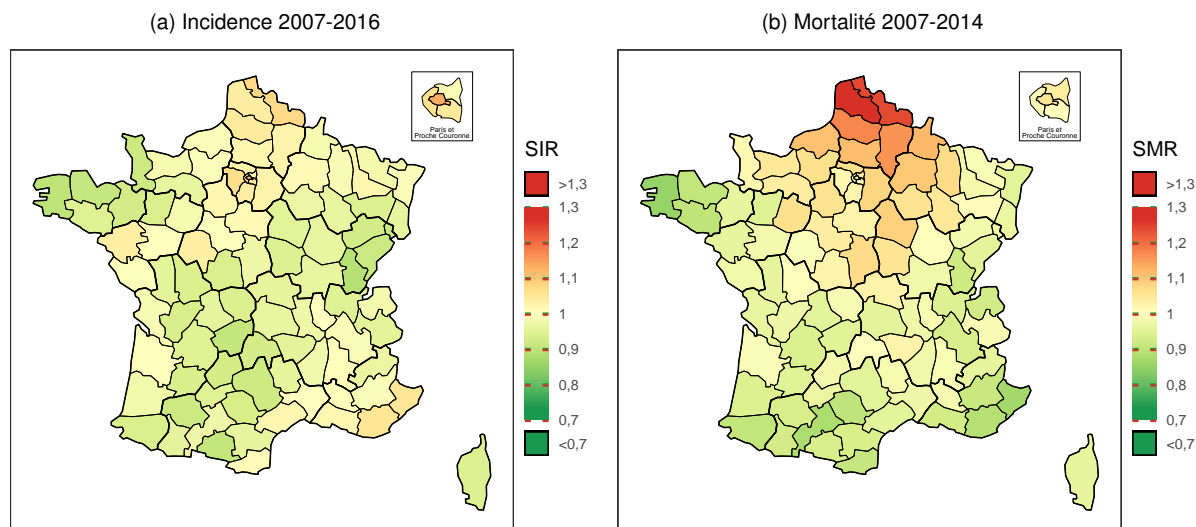 (a) Incidence 2007-2016
Paris et
Proche Couronne
SIR
>1,3
1,3
1,2
1,1
1
0,9
0,8
0,7
<0,7
(b) Mortalité 2007-2014
Paris et
Proche Couronne
SMR
>1,3
1,3
1,2
1,1
1
0,9
0,8
0,7
<0,7